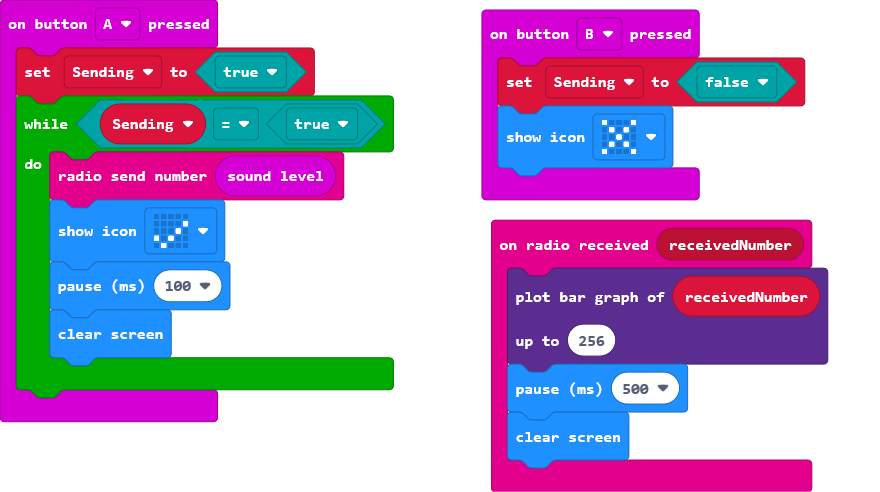 on button A pressed
set Sending to true
while Sending = true
do
radio send number sound level
show icon
pause (ms) 100
clear screen
on button B pressed
set Sending to false
show icon
on radio received receivedNumber
plot bar graph of receivedNumber
up to 256
pause (ms) 500
clear screen